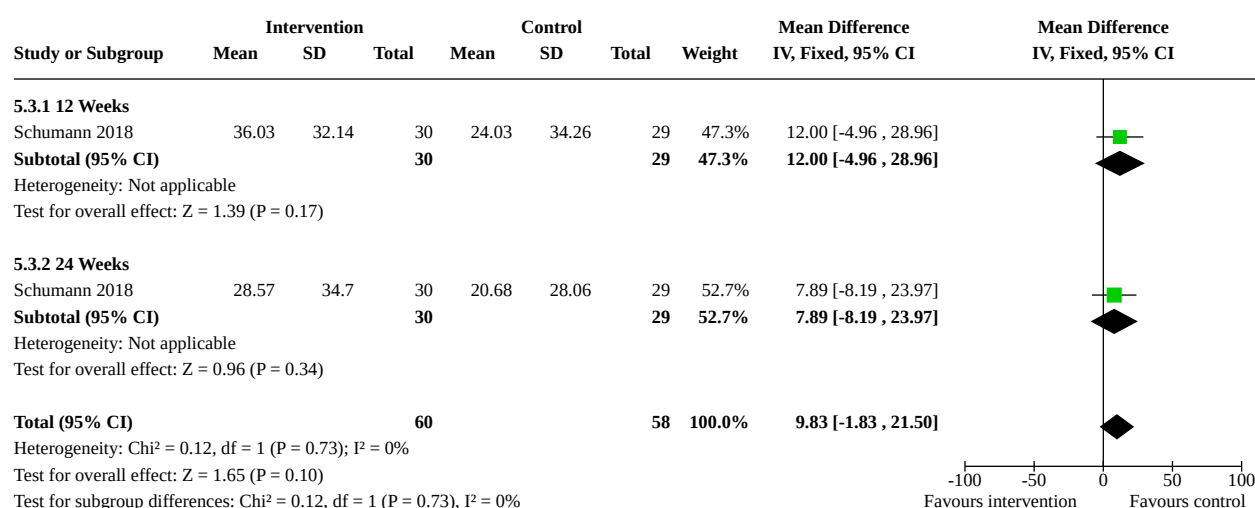 Intervention Control Mean Difference Mean Difference
Study or Subgroup Mean SD Total Mean SD Total Weight IV, Fixed, 95% CI IV, Fixed, 95% CI
5.3.1 12 Weeks
Schumann 2018 36.03 32.14 30 24.03 34.26 29 47.3% 12.00 [-4.96 , 28.96]
Subtotal (95% CI) 30 29 47.3% 12.00 [-4.96 , 28.96]
Heterogeneity: Not applicable
Test for overall effect: Z = 1.39 (P = 0.17)
5.3.2 24 Weeks
Schumann 2018 28.57 34.7 30 20.68 28.06 29 52.7% 7.89 [-8.19 , 23.97]
Subtotal (95% CI) 30 29 52.7% 7.89 [-8.19 , 23.97]
Heterogeneity: Not applicable
Test for overall effect: Z = 0.96 (P = 0.34)
Total (95% CI) 60 58 100.0% 9.83 [-1.83 , 21.50]
Heterogeneity: Chi² = 0.12, df = 1 (P = 0.73); I² = 0%
Test for overall effect: Z = 1.65 (P = 0.10)
-100 -50 0 50 100
Test for subgroup differences: Chi² = 0.12, df = 1 (P = 0.73), I² = 0% Favours intervention Favours control